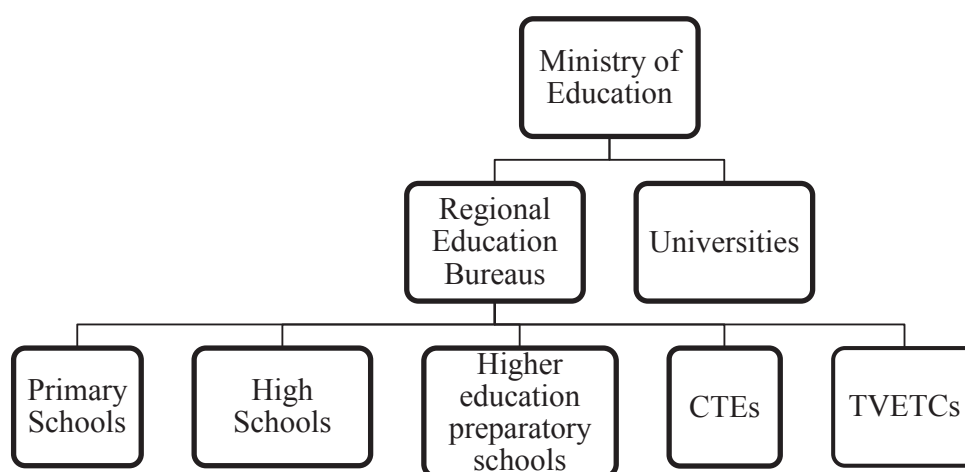 Ministry of
Education
Regional
Education
Bureaus
Universities
Primary
Schools
High
Schools
Higher
education
preparatory
schools
CTEs
TVETCs